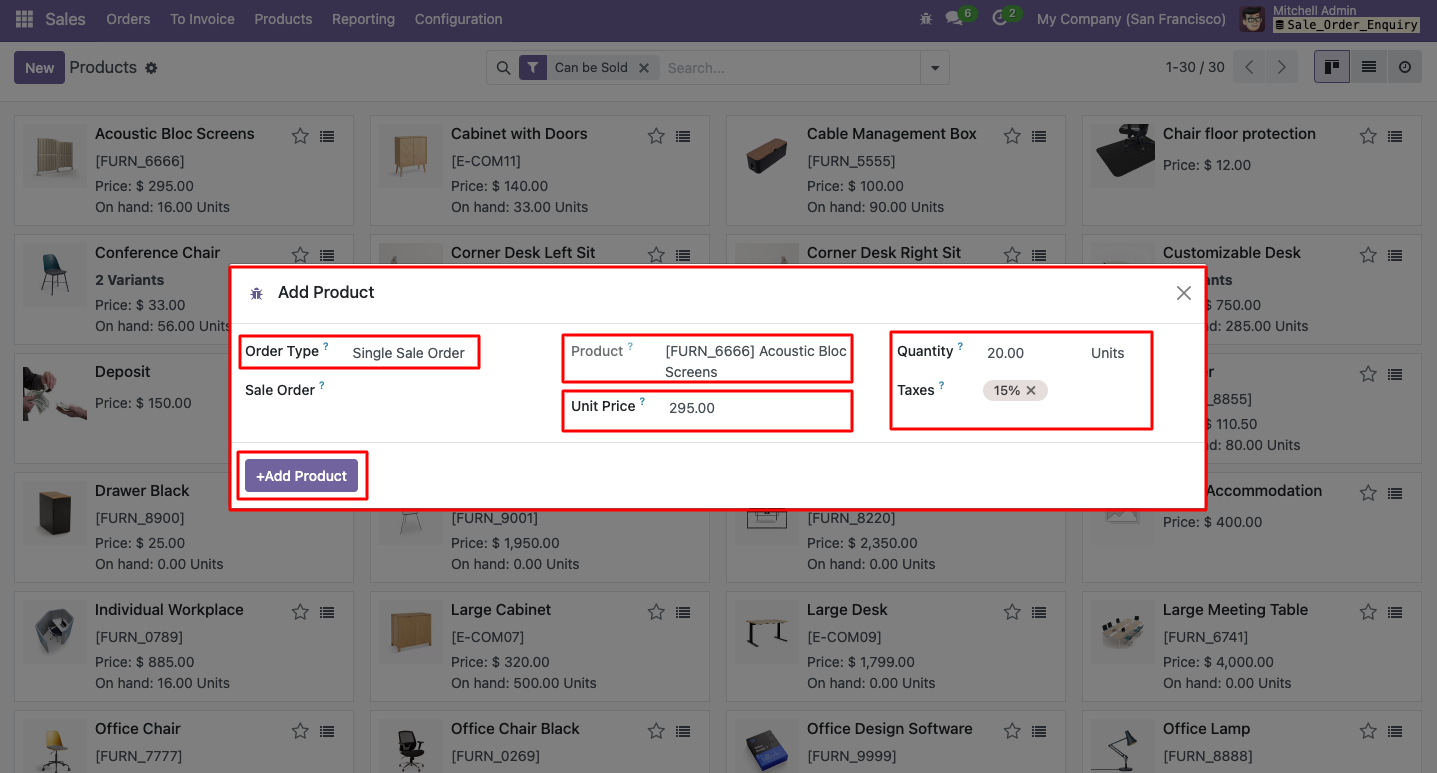 Sales Orders To Invoice Products Reporting Configuration 6 2 My Company (San Francisco) Mitchell Admin
Sale_Order_Enquiry
New Products Can be Sold Search... 1-30 / 30
Acoustic Bloc Screens
[FURN_6666]
Price: $ 295.00
On hand: 16.00 Units
Cabinet with Doors
[E-COM11]
Price: $ 140.00
On hand: 33.00 Units
Cable Management Box
[FURN_5555]
Price: $ 100.00
On hand: 90.00 Units
Chair floor protection
Price: $ 12.00
Conference Chair
2 Variants
Price: $ 33.00
On hand: 56.00 Units
Corner Desk Left Sit
Corner Desk Right Sit
Customizable Desk
nts
$ 750.00
d: 285.00 Units
Add Product
Order Type ? Single Sale Order
Sale Order ?
Product ? [FURN_6666] Acoustic Bloc
Screens
Unit Price ? 295.00
Quantity ? 20.00 Units
Taxes ? 15%
+Add Product
Deposit
Price: $ 150.00
r
_8855]
$ 110.50
d: 80.00 Units
Drawer Black
[FURN_8900]
Price: $ 25.00
On hand: 0.00 Units
[FURN_9001]
Price: $ 1,950.00
On hand: 0.00 Units
[FURN_8220]
Price: $ 2,350.00
On hand: 0.00 Units
Accommodation
Price: $ 400.00
Individual Workplace
[FURN_0789]
Price: $ 885.00
On hand: 16.00 Units
Large Cabinet
[E-COM07]
Price: $ 320.00
On hand: 500.00 Units
Large Desk
[E-COM09]
Price: $ 1,799.00
On hand: 0.00 Units
Large Meeting Table
[FURN_6741]
Price: $ 4,000.00
On hand: 0.00 Units
Office Chair
[FURN_7777]
Office Chair Black
[FURN_0269]
Office Design Software
[FURN_9999]
Office Lamp
[FURN_8888]